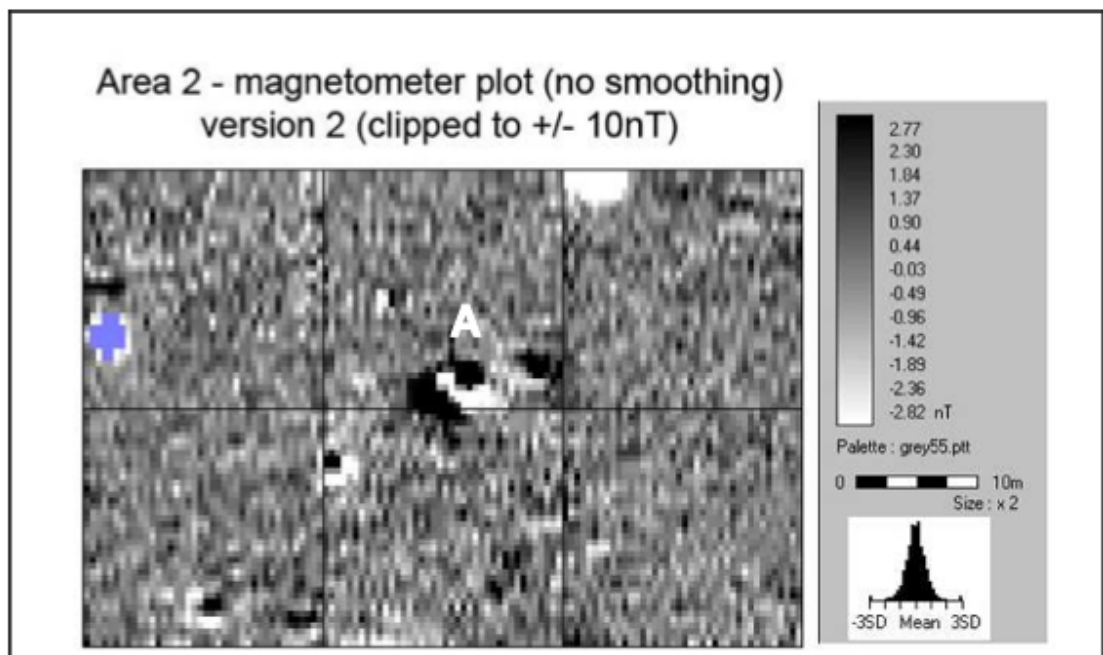 Area 2 - magnetometer plot (no smoothing)
version 2 (clipped to +/- 10nT)
A
2.77
2.30
1.84
1.37
0.90
0.44
-0.03
-0.49
-0.96
-1.42
-1.89
-2.36
-2.82 nT
Palette : grey55.ptt
0 10m
Size : x 2
-3SD Mean 3SD